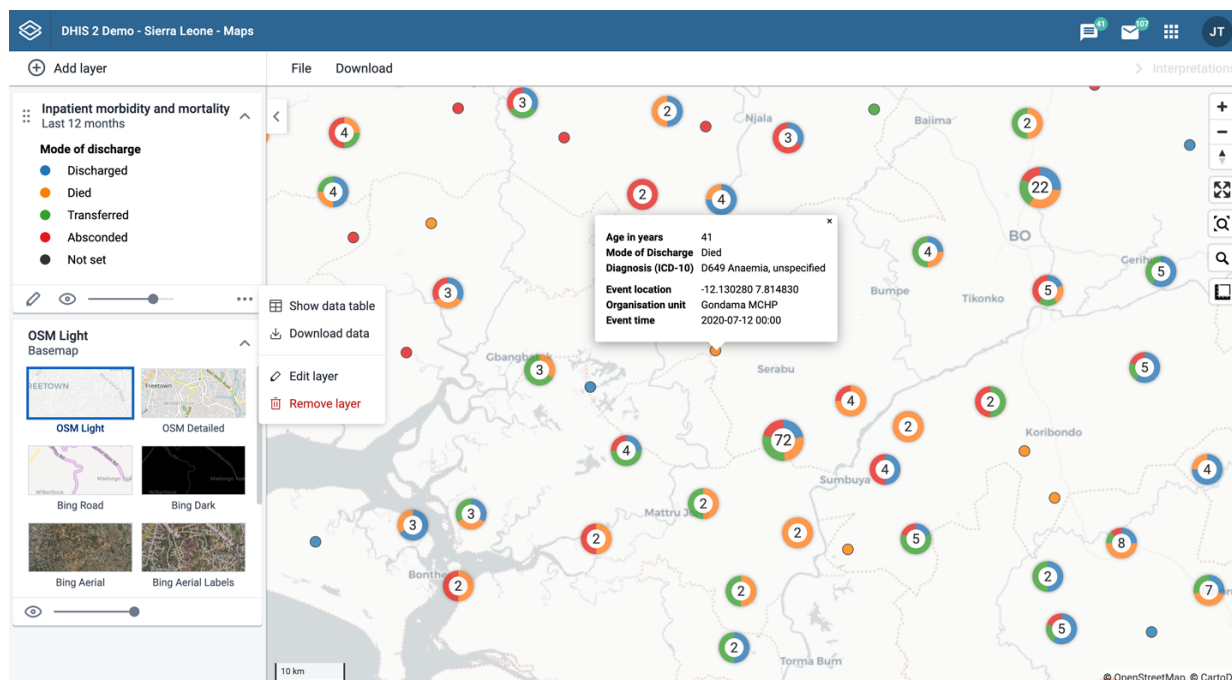 DHIS 2 Demo - Sierra Leone - Maps
41
107
JT
Add layer
File
Download
Interpretations
Inpatient morbidity and mortality
Last 12 months
Mode of discharge
Discharged
Died
Transferred
Absconded
Not set
Show data table
Download data
Edit layer
Remove layer
OSM Light
Basemap
REETOWN
Freetown
OSM Light
OSM Detailed
Wilberforce
Bing Road
Bing Dark
Bing Aerial
Bing Aerial Labels
3
2
Njala
Baiima
2
4
3
4
2
4
22
BO
Age in years 41
Mode of Discharge Died
Diagnosis (ICD-10) D649 Anaemia, unspecified
Event location -12.130280 7.814830
Organisation unit Gondama MCHP
Event time 2020-07-12 00:00
4
5
3
Bumpe
Tikonko
5
3
Serabu
5
4
2
2
Koribondo
72
4
4
4
Sumbuya
2
Mattru
3
3
2
2
5
8
Bonthe
2
2
2
7
5
2
Torma Bum
10 km
© OpenStreetMap, © Carto